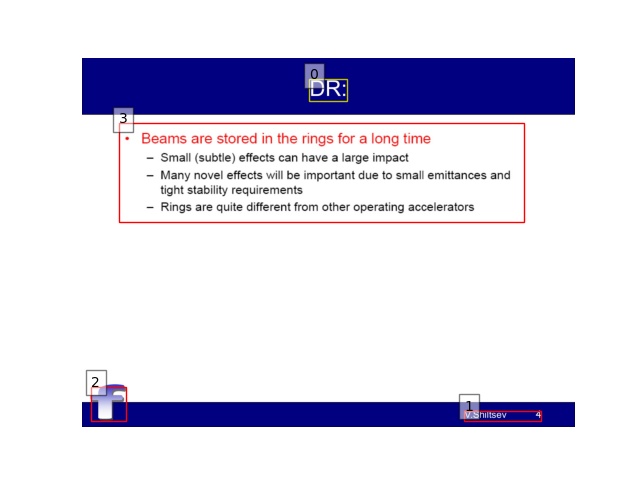 0
DR:
3
• Beams are stored in the rings for a long time
– Small (subtle) effects can have a large impact
– Many novel effects will be important due to small emittances and
tight stability requirements
– Rings are quite different from other operating accelerators
2
f
1
V.Shiltsev 4